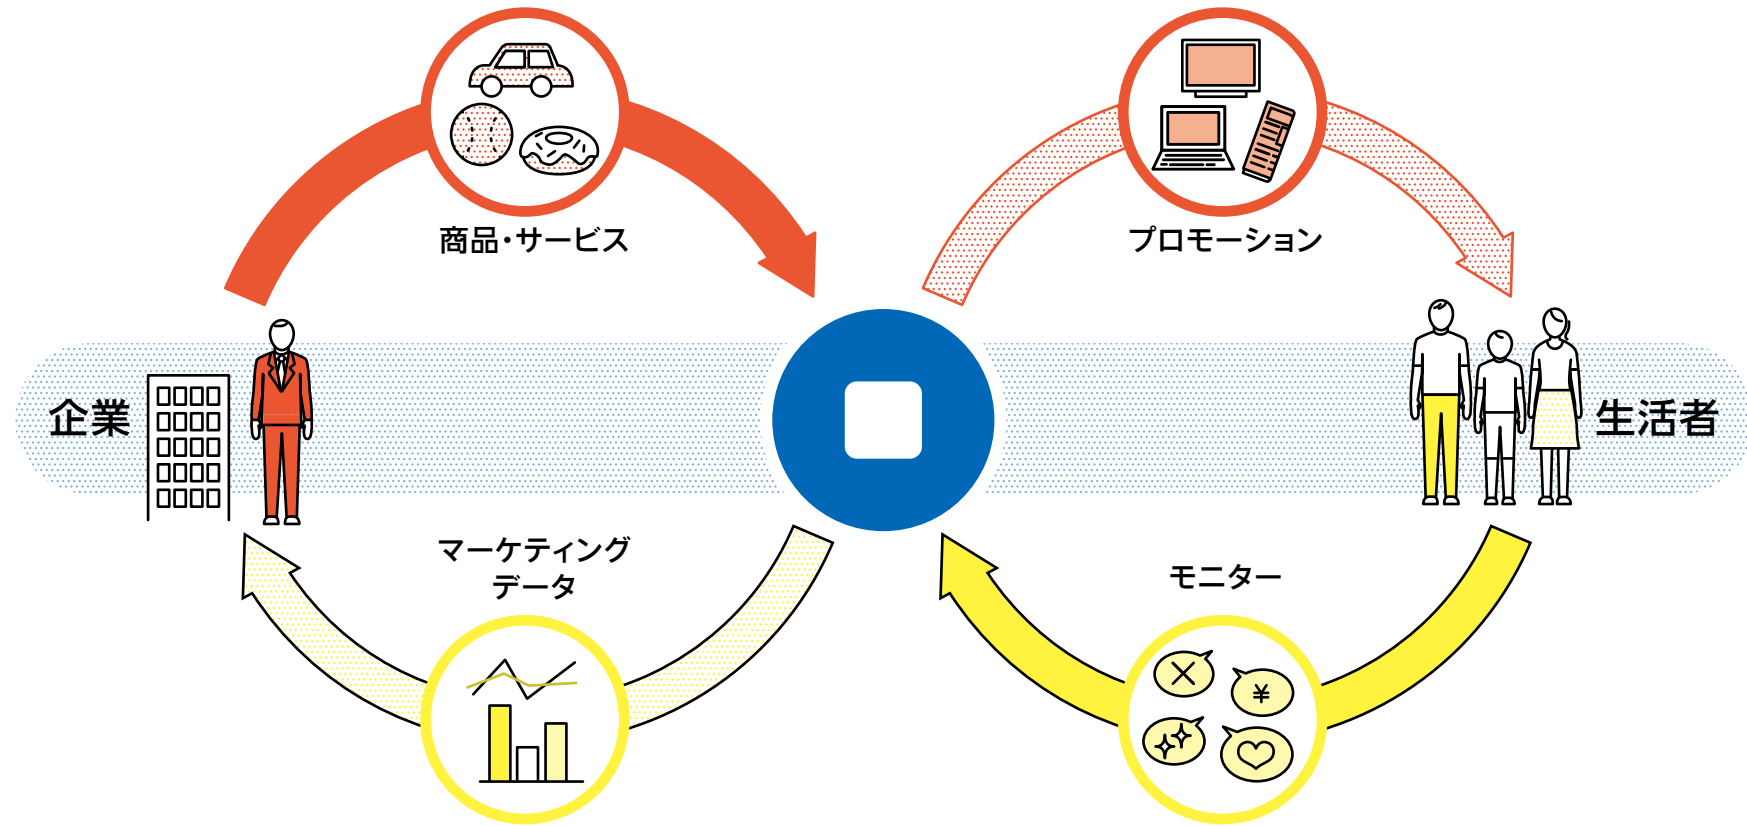 商品・サービス
プロモーション
企業
生活者
マーケティング
データ
モニター
¥